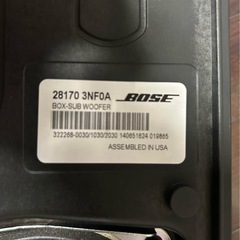 28170 3NF0A BOSE
BOX-SUB WOOFER
322268-0030/1030/2030 140651624 019865
ASSEMBLED IN USA